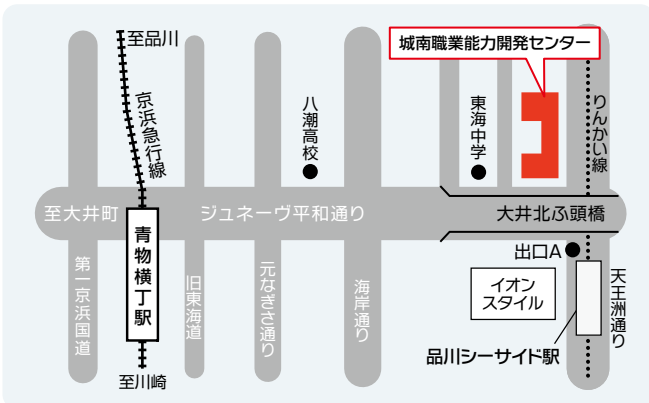 至品川
城南職業能力開発センター
京浜急行線
八潮高校
東海中学
りんかい線
至大井町
ジュネーヴ平和通り
大井北ふ頭橋
青物横丁駅
出口A
第一京浜国道
旧東海道
元なぎさ通り
海岸通り
イオン
スタイル
天王洲通り
品川シーサイド駅
至川崎